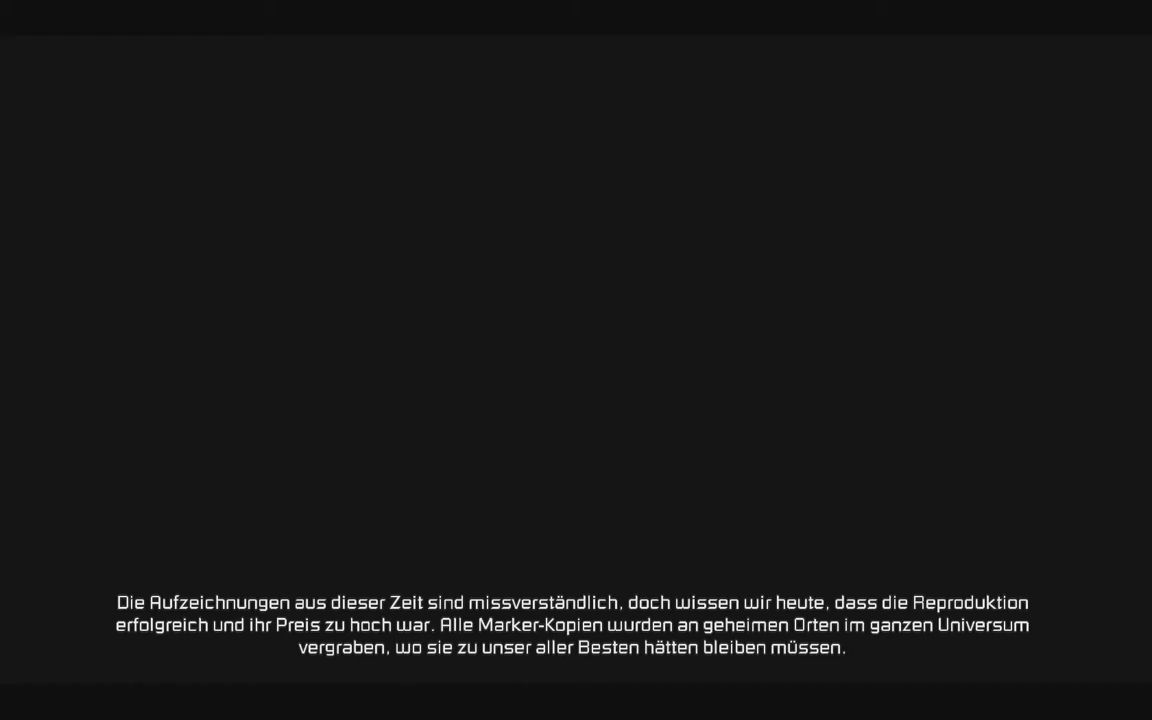 Die Aufzeichnungen aus dieser Zeit sind missverständlich, doch wissen wir heute, dass die Reproduktion
erfolgreich und ihr Preis zu hoch war. Alle Marker-Kopien wurden an geheimen Orten im ganzen Universum
vergraben, wo sie zu unser aller Besten hätten bleiben müssen.